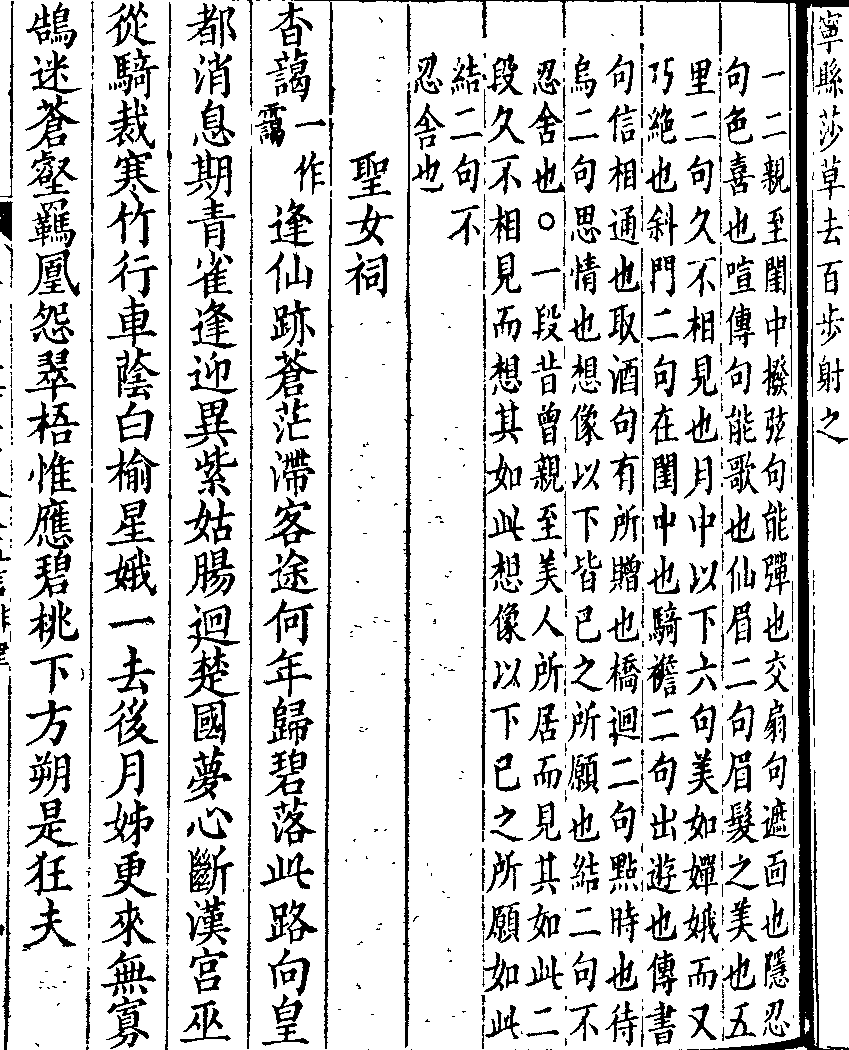 寧縣莎草去百步射之
一二親至閨中撥弦句能彈也交扇句遮面也隱忍
句色喜也喧傳句能歌也仙眉二句眉髮之美也五
里二句久不相見也月中以下六句美如嬋娥而又
巧絶也斜門二句在閨中也騎襜二句出遊也傳書
句信相通也取酒句有所贈也橋迴二句點時也待
烏二句思情也想像以下皆已之所願也結二句不
忍舍也○一段昔曾親至美人所居而見其如此二
段久不相見而想其如此想像以下已之所願如此
結二句不
忍舍也
聖女祠
杳藹一作靄逢仙跡蒼茫滯客途何年歸碧落此路向皇
都消息期青雀逢迎異紫姑腸迴楚國夢心斷漢宮巫
從騎裁寒竹行車蔭白榆星娥一去後月姊更來無寡
鵠迷蒼壑羈凰怨翠梧惟應碧桃下方朔是狂夫